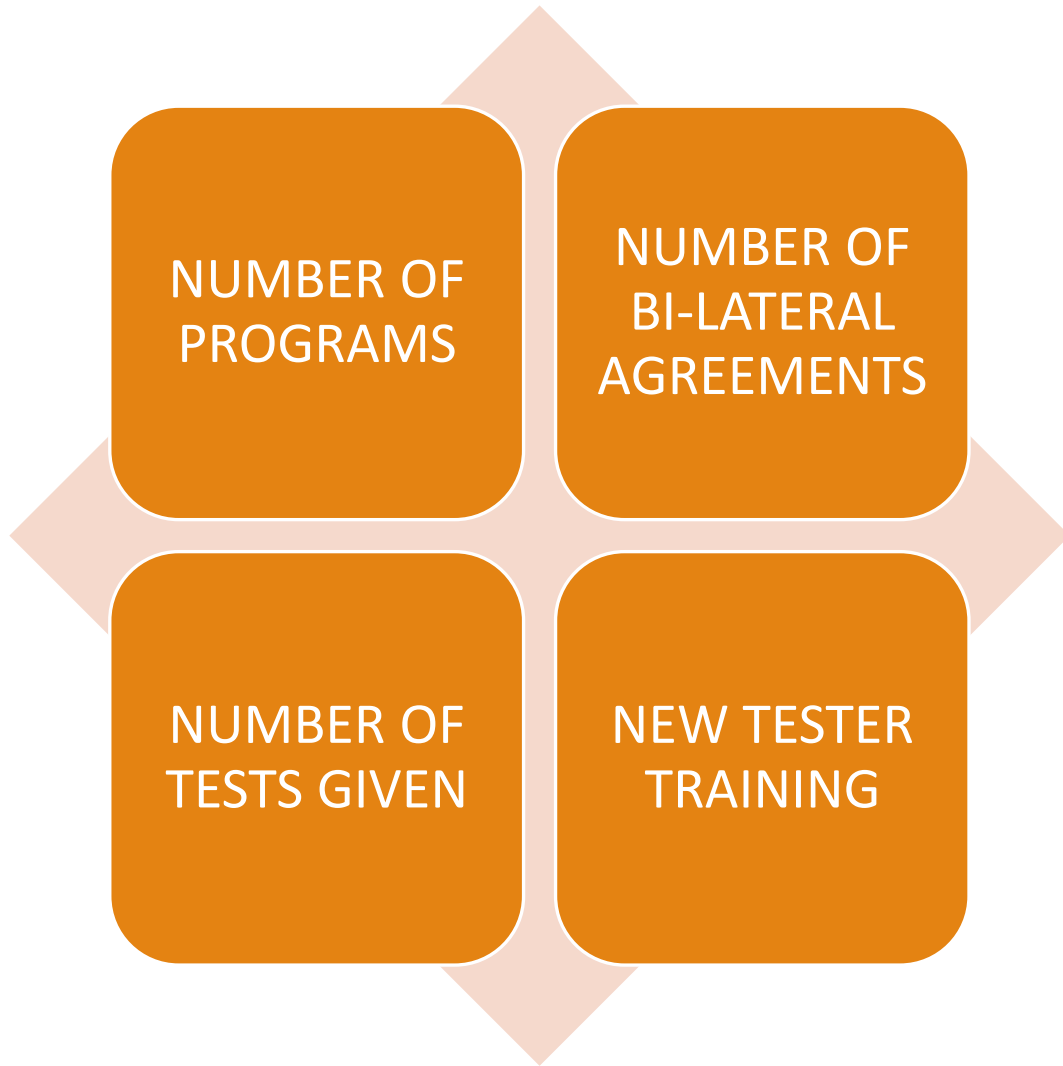 NUMBER OF
PROGRAMS
NUMBER OF
BI-LATERAL
AGREEMENTS
NUMBER OF
TESTS GIVEN
NEW TESTER
TRAINING